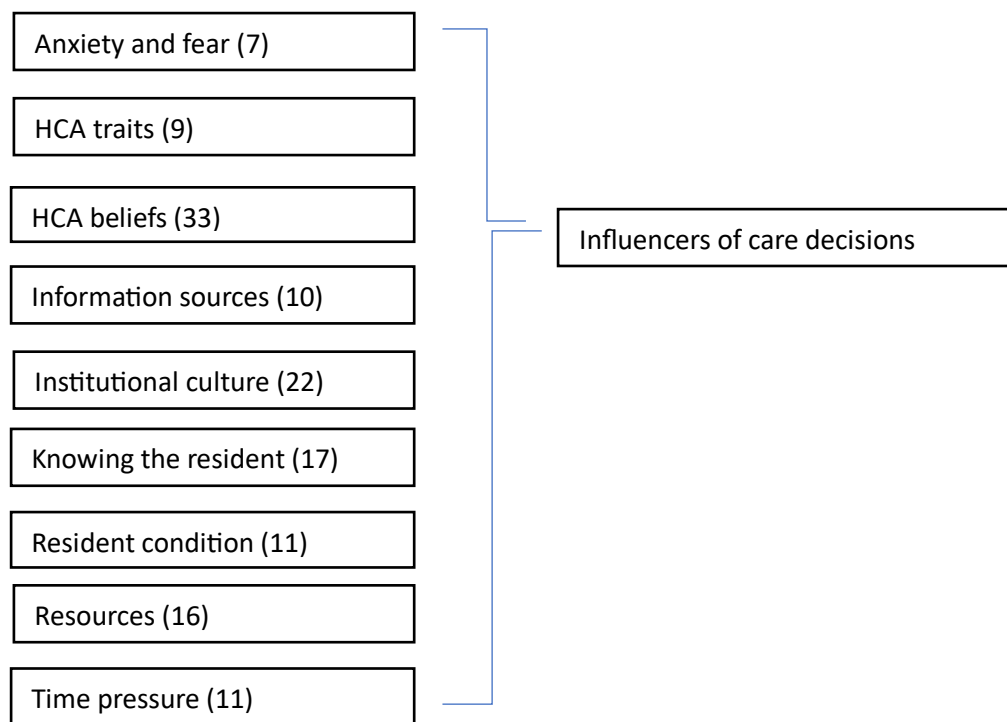 Anxiety and fear (7)
HCA traits (9)
HCA beliefs (33)
Information sources (10)
Institutional culture (22)
Knowing the resident (17)
Resident condition (11)
Resources (16)
Time pressure (11)
Influencers of care decisions